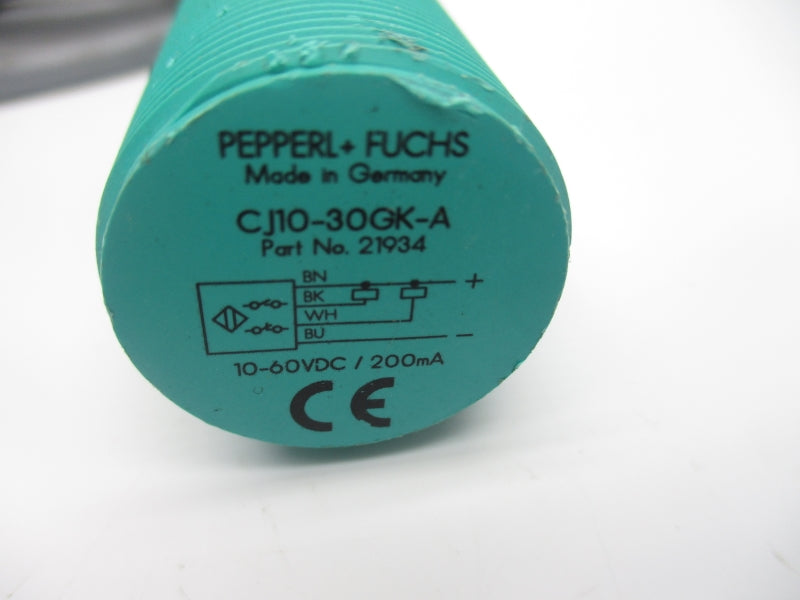 PEPPERL+ FUCHS
Made in Germany
CJ10-30GK-A
Part No. 21934
BN +
BK
WH
BU -
10-60VDC / 200mA
CE